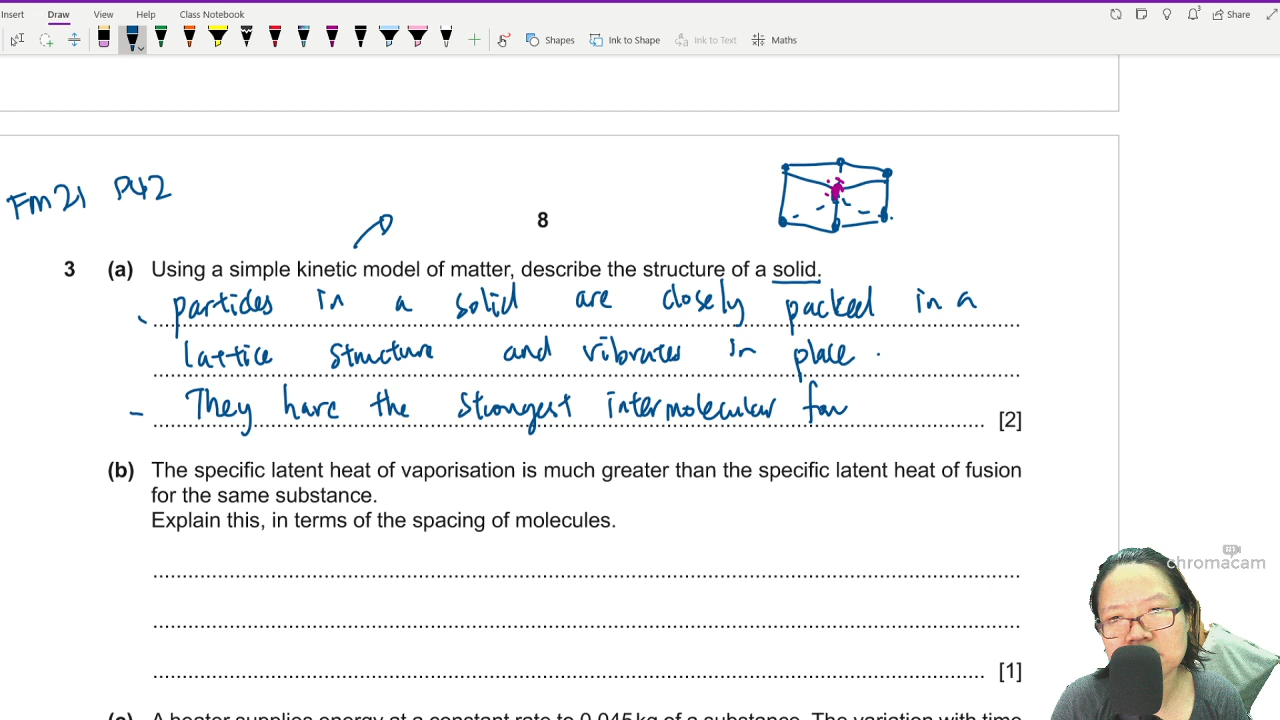 Insert Draw View Help Class Notebook
3 Share
Shapes Ink to Shape Ink to Text Maths
Fm21 P42
8
3 (a) Using a simple kinetic model of matter, describe the structure of a solid.
particles in a solid are closely packed in a
lattice structure and vibrates in place.
- They have the strongest intermolecular
[2]
(b) The specific latent heat of vaporisation is much greater than the specific latent heat of fusion
for the same substance.
Explain this, in terms of the spacing of molecules.
chromacam
[1]